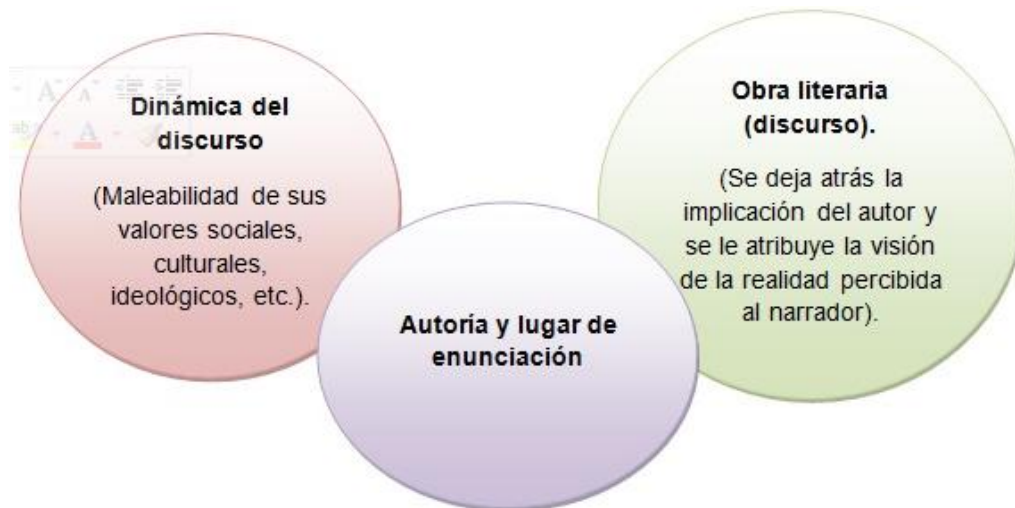 Dinámica del
discurso
(Maleabilidad de sus
valores sociales,
culturales,
ideológicos, etc.).
Obra literaria
(discurso).
(Se deja atrás la
implicación del autor y
se le atribuye la visión
de la realidad percibida
al narrador).
Autoría y lugar de
enunciación